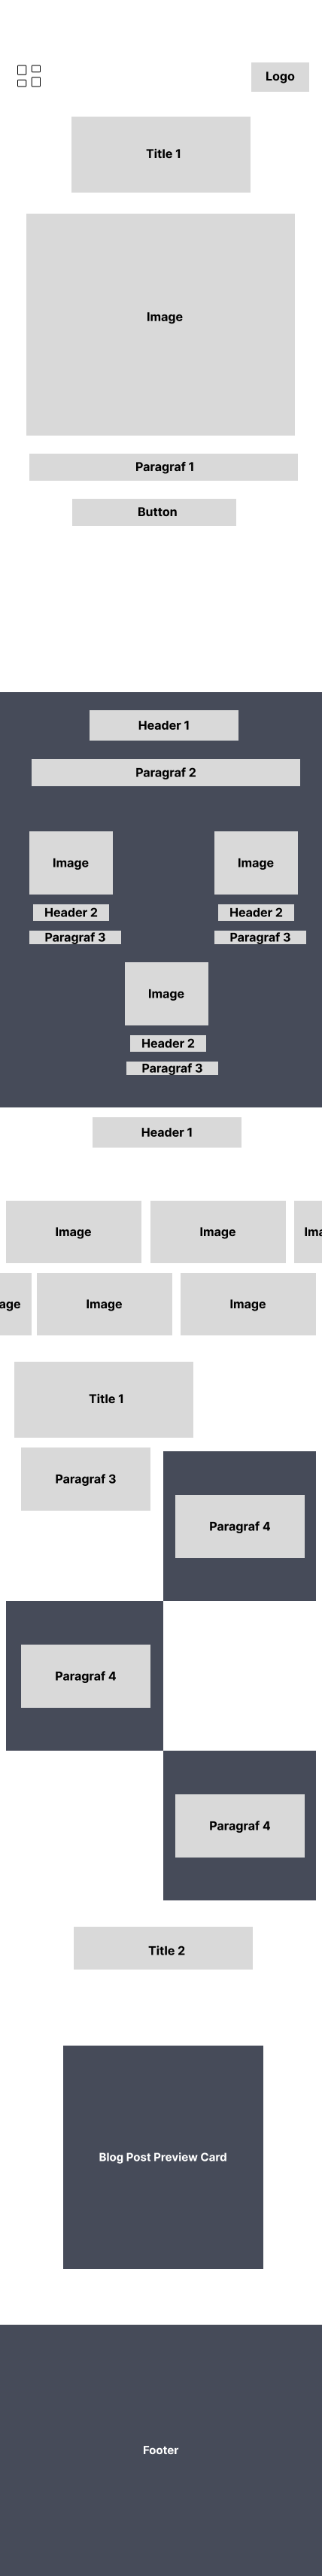 Logo
Title 1
Image
Paragraf 1
Button
Header 1
Paragraf 2
Image
Image
Header 2
Header 2
Paragraf 3
Paragraf 3
Image
Header 2
Paragraf 3
Header 1
Image
Image
Ima
age
Image
Image
Title 1
Paragraf 3
Paragraf 4
Paragraf 4
Paragraf 4
Title 2
Blog Post Preview Card
Footer